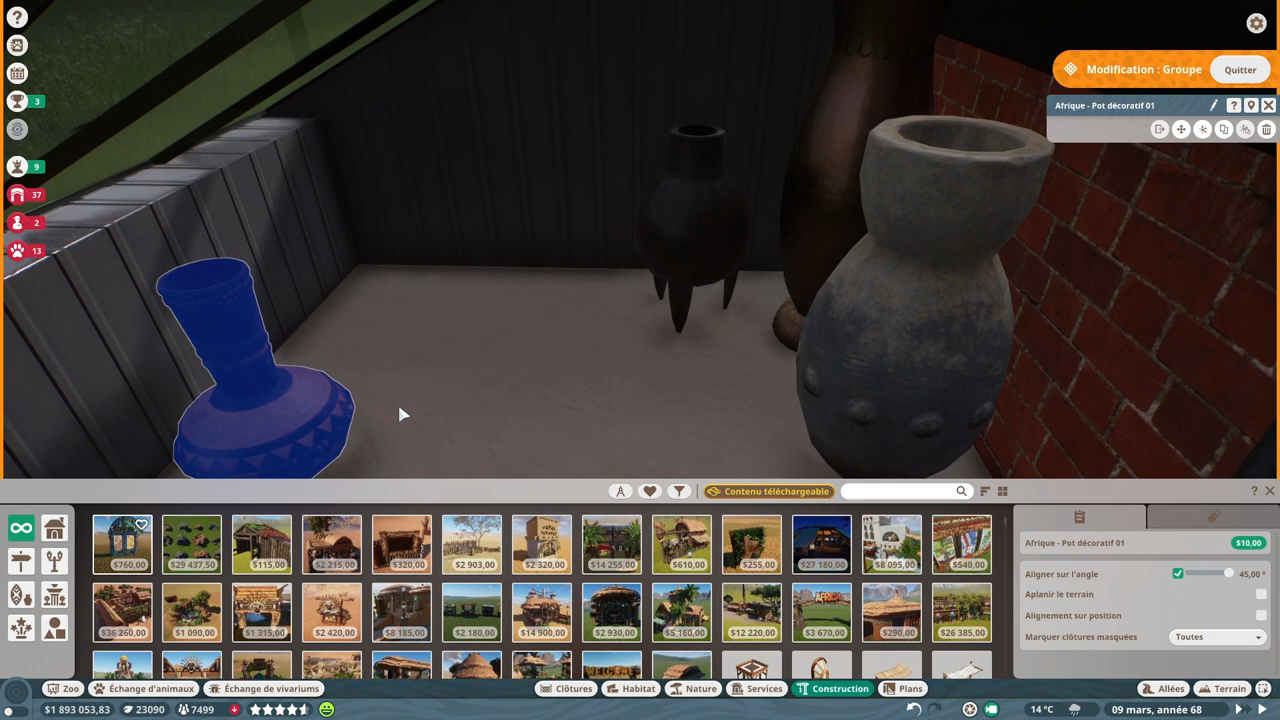 Modification : Groupe
Quitter
Afrique - Pot décoratif 01
3
9
37
2
13
Contenu téléchargeable
$760,00
$29 437,50
$115,00
$2 215,00
$320,00
$2 903,00
$2 320,00
$14 255,00
$610,00
$255,00
$27 180,00
$8 095,00
$540,00
$36 260,00
$1 090,00
$1 315,00
$2 420,00
$8 185,00
$2 180,00
$14 900,00
$2 930,00
$5 160,00
$12 220,00
$3 670,00
$290,00
$26 385,00
Afrique - Pot décoratif 01
$10,00
Aligner sur l'angle
45,00 °
Aplanir le terrain
Alignement sur position
Marquer clôtures masquées
Toutes
Zoo
Échange d'animaux
Échange de vivariums
Clôtures
Habitat
Nature
Services
Construction
Plans
Allées
Terrain
$1 893 053,83
23090
7499
14 °C
09 mars, année 68